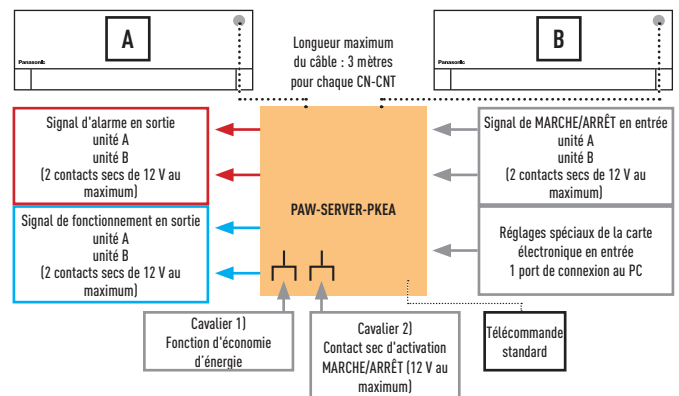 A
Panasonic
Longueur maximum
du câble : 3 mètres
pour chaque CN-CNT
B
Panasonic
Signal d'alarme en sortie
unité A
unité B
(2 contacts secs de 12 V au
maximum)
Signal de fonctionnement en sortie
unité A
unité B
(2 contacts secs de 12 V au
maximum)
PAW-SERVER-PKEA
Signal de MARCHE/ARRÊT en entrée
unité A
unité B
(2 contacts secs de 12 V au
maximum)
Réglages spéciaux de la carte
électronique en entrée
1 port de connexion au PC
Cavalier 1)
Fonction d'économie
d'énergie
Cavalier 2)
Contact sec d'activation
MARCHE/ARRÊT (12 V au
maximum)
Télécommande
standard